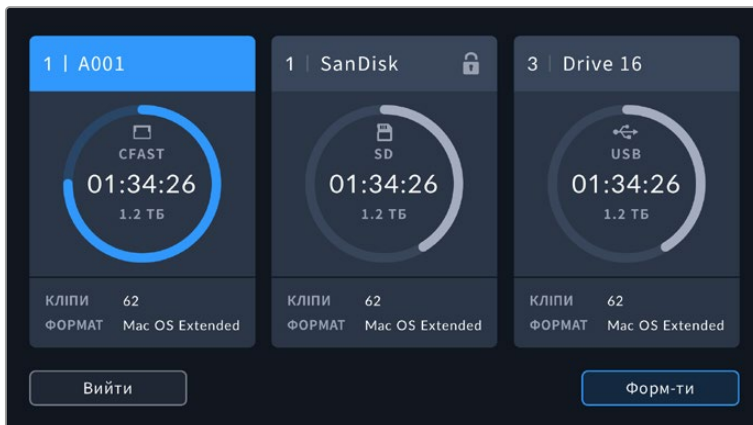 1 | A001
CFAST
01:34:26
1.2 ТБ
КЛІПИ 62
ФОРМАТ Mac OS Extended
1 | SanDisk
SD
01:34:26
1.2 ТБ
КЛІПИ 62
ФОРМАТ Mac OS Extended
3 | Drive 16
USB
01:34:26
1.2 ТБ
КЛІПИ 62
ФОРМАТ Mac OS Extended
Вийти
Форм-ти